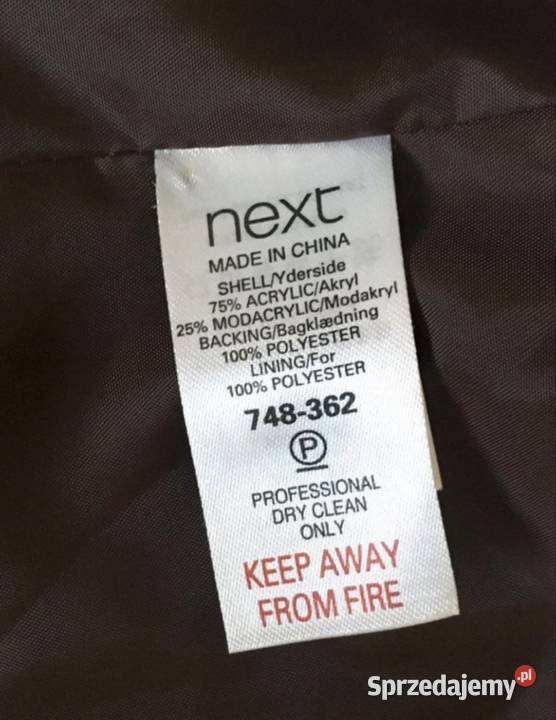 next
MADE IN CHINA
SHELL/Yderside
75% ACRYLIC/Akryl
25% MODACRYLIC/Modakryl
BACKING/Bagklædning
100% POLYESTER
LINING/For
100% POLYESTER
748-362
P
PROFESSIONAL
DRY CLEAN
ONLY
KEEP AWAY
FROM FIRE
Sprzedajemy.pl